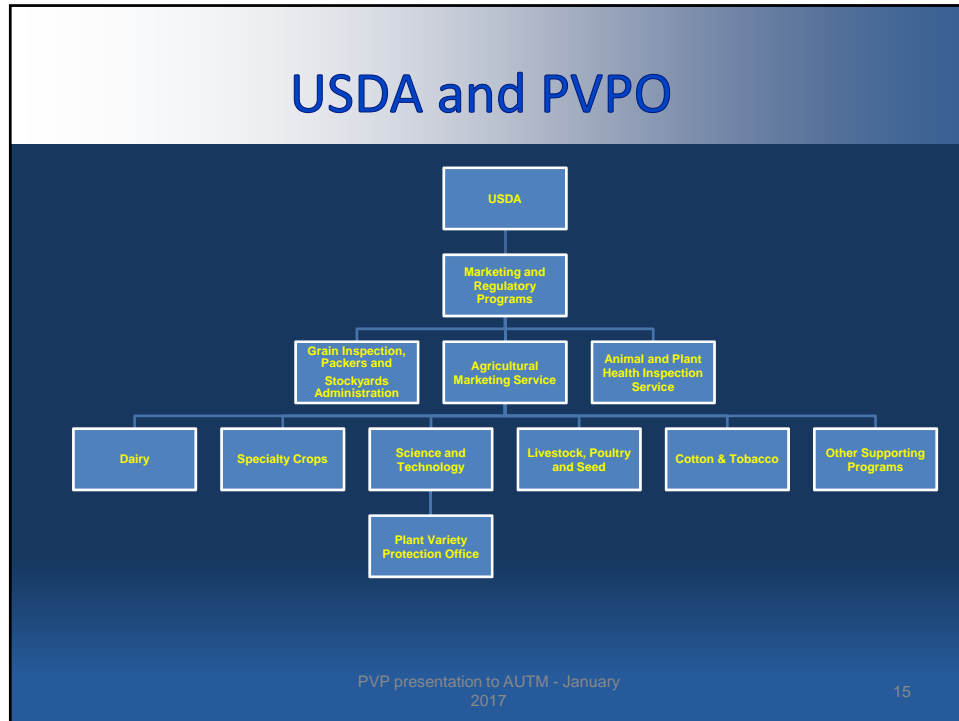 USDA and PVPO
USDA
Marketing and
Regulatory
Programs
Grain Inspection,
Packers and
Stockyards
Administration
Agricultural
Marketing Service
Animal and Plant
Health Inspection
Service
Dairy
Specialty Crops
Science and
Technology
Livestock, Poultry
and Seed
Cotton & Tobacco
Other Supporting
Programs
Plant Variety
Protection Office
PVP presentation to AUTM - January
2017
15